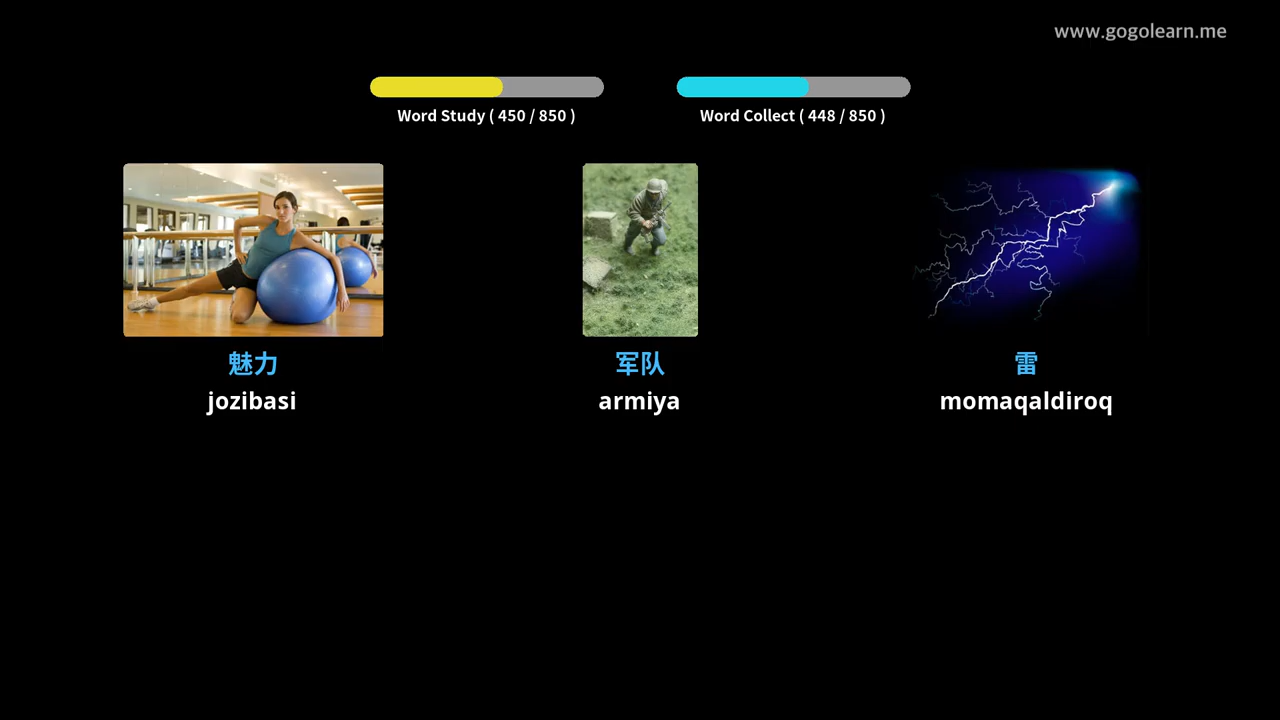 www.gogolearn.me
Word Study ( 450 / 850 )
Word Collect ( 448 / 850 )
魅力
jozibasi
军队
armiya
雷
momaqaldiroq